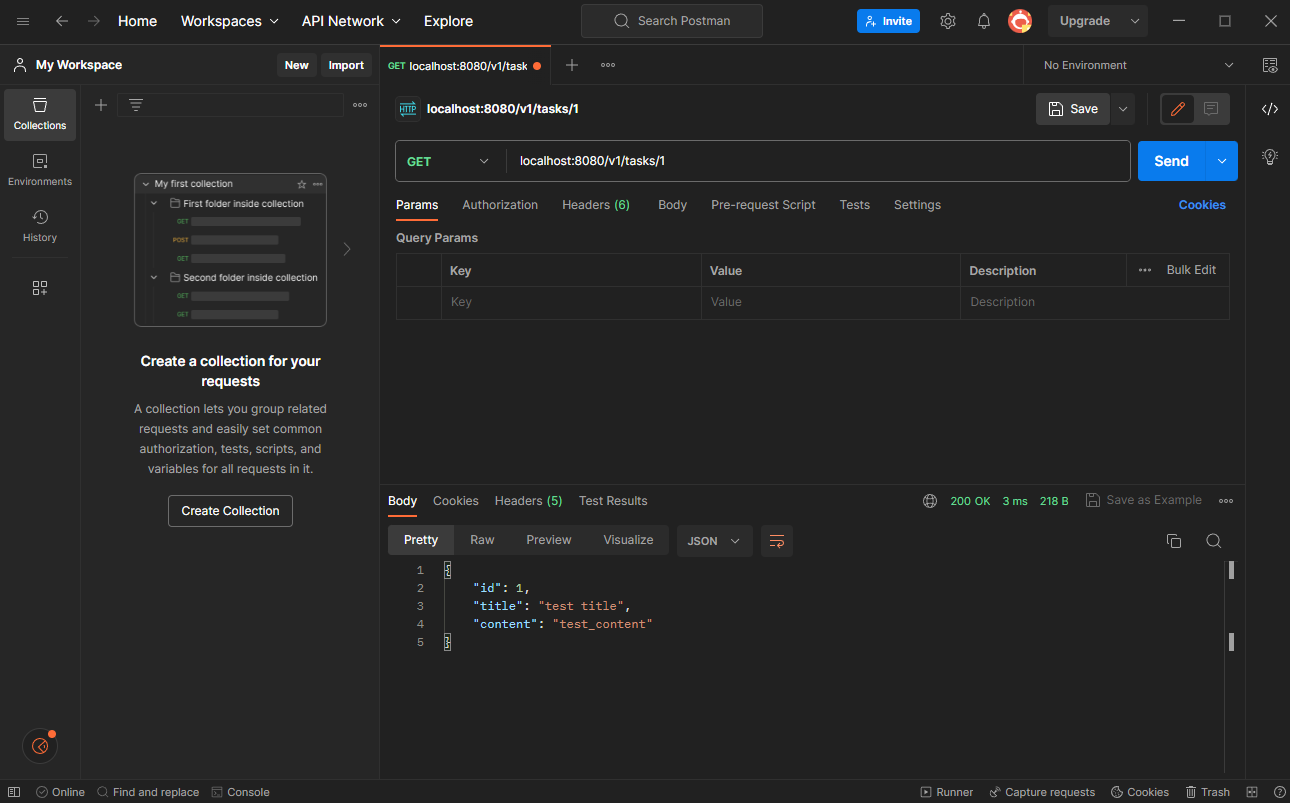 Home Workspaces API Network Explore Search Postman Invite Upgrade
My Workspace New Import GET localhost:8080/v1/task No Environment
Collections
Environments
History
My first collection
First folder inside collection
GET
POST
GET
Second folder inside collection
GET
GET
Create a collection for your
requests
A collection lets you group related
requests and easily set common
authorization, tests, scripts, and
variables for all requests in it.
Create Collection
HTTP localhost:8080/v1/tasks/1 Save
GET localhost:8080/v1/tasks/1 Send
Params Authorization Headers (6) Body Pre-request Script Tests Settings Cookies
Query Params
Key Value Description Bulk Edit
Key Value Description
Body Cookies Headers (5) Test Results 200 OK 3 ms 218 B Save as Example
Pretty Raw Preview Visualize JSON
1 {
2 "id": 1,
3 "title": "test title",
4 "content": "test_content"
5 }
Online Find and replace Console Runner Capture requests Cookies Trash